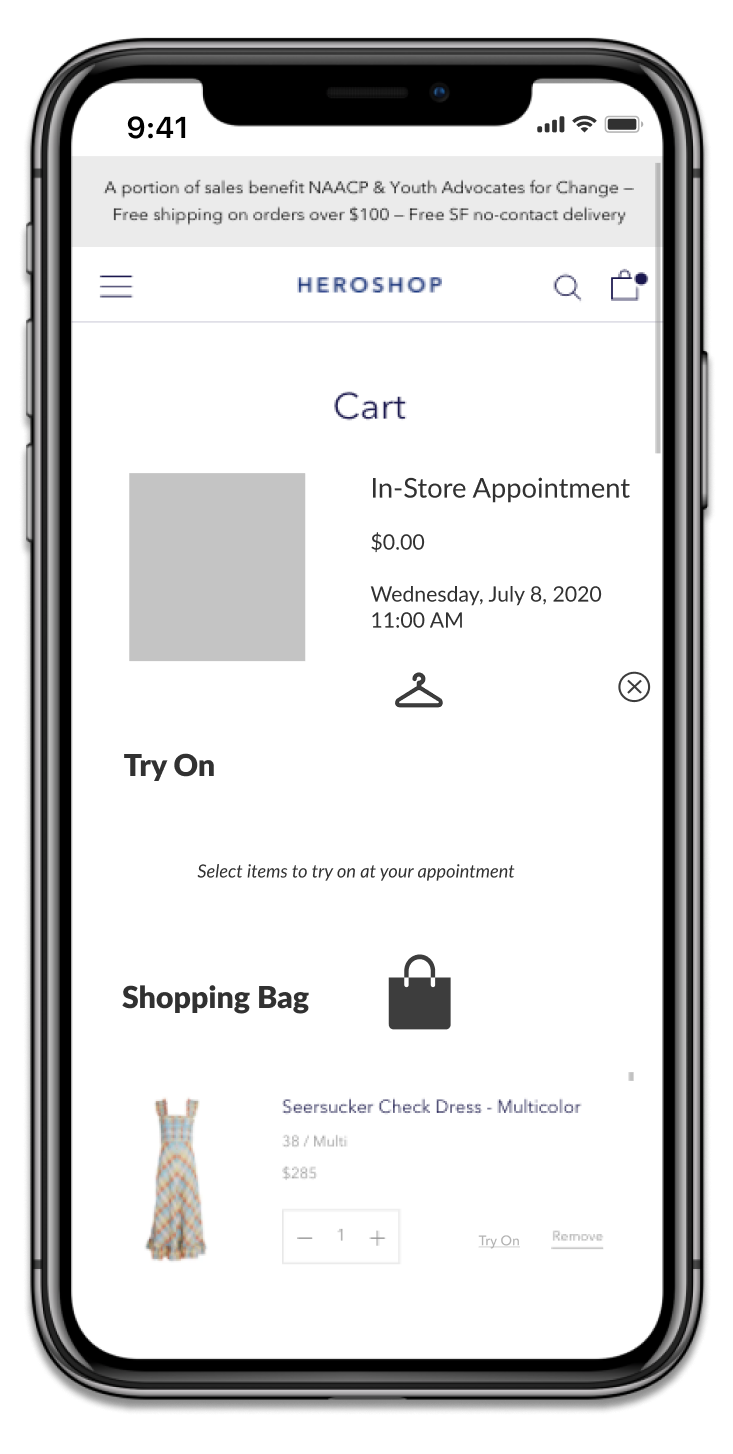 9:41
A portion of sales benefit NAACP & Youth Advocates for Change –
Free shipping on orders over $100 – Free SF no-contact delivery
HEROSHOP
Cart
In-Store Appointment
$0.00
Wednesday, July 8, 2020
11:00 AM
Try On
Select items to try on at your appointment
Shopping Bag
Seersucker Check Dress - Multicolor
38 / Multi
$285
1
Try On
Remove